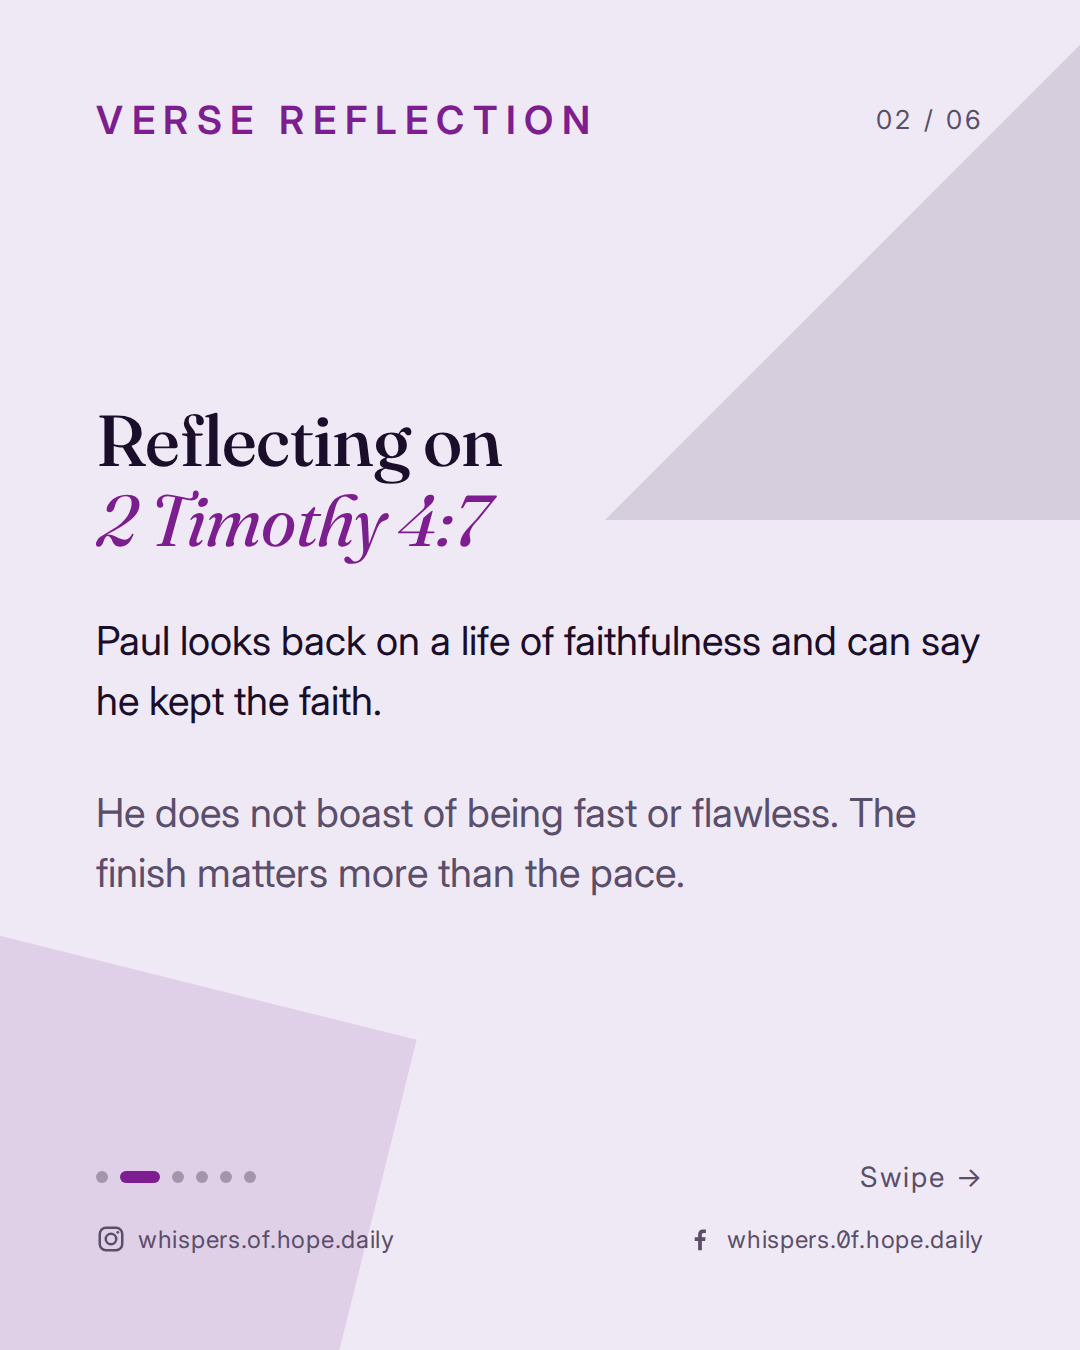 VERSE REFLECTION
02 / 06
Reflecting on
2 Timothy 4:7
Paul looks back on a life of faithfulness and can say
he kept the faith.
He does not boast of being fast or flawless. The
finish matters more than the pace.
Swipe →
whispers.of.hope.daily
whispers.0f.hope.daily